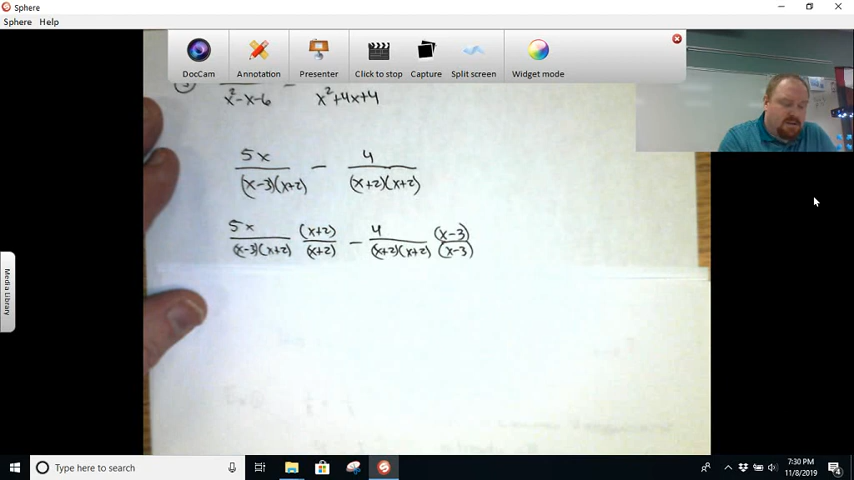 Sphere
Sphere Help
DocCam Annotation Presenter Click to stop Capture Split screen Widget mode
x²-x-6 - x²+4x+4
5x / (x-3)(x+2) - 4 / (x+2)(x+2)
5x / (x-3)(x+2) (x+2) / (x+2) - 4 / (x+2)(x+2) (x-3) / (x-3)
Media Library
Type here to search
7:30 PM
11/8/2019